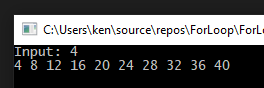 C:\Users\ken\source\repos\ForLoop\ForLo
Input: 4
4 8 12 16 20 24 28 32 36 40